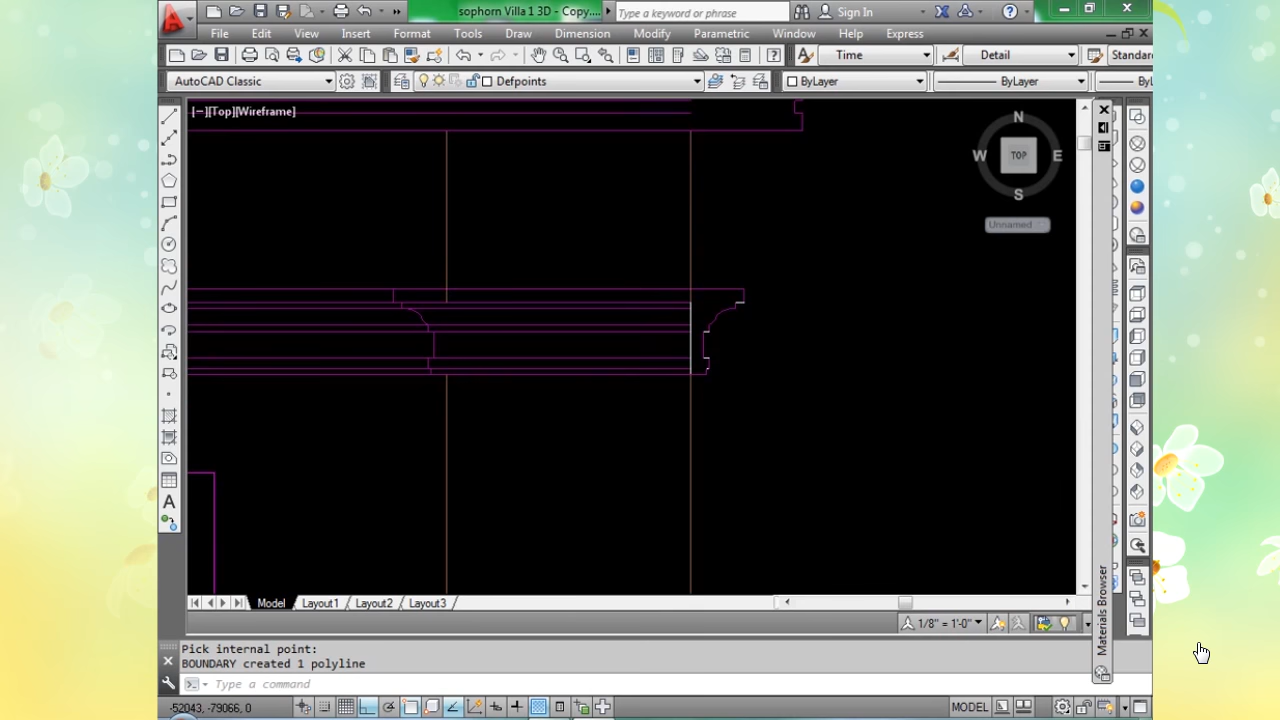 sophorn Villa 1 3D - Copy.... Type a keyword or phrase Sign In
File Edit View Insert Format Tools Draw Dimension Modify Parametric Window Help Express
Time Detail Standar
AutoCAD Classic Defpoints ByLayer ByLayer By
[−][Top][Wireframe]
N
W TOP E
S
Unnamed
Model Layout1 Layout2 Layout3
1/8" = 1'-0"
Materials Browser
Pick internal point:
BOUNDARY created 1 polyline
Type a command
-52043, -79066, 0 MODEL